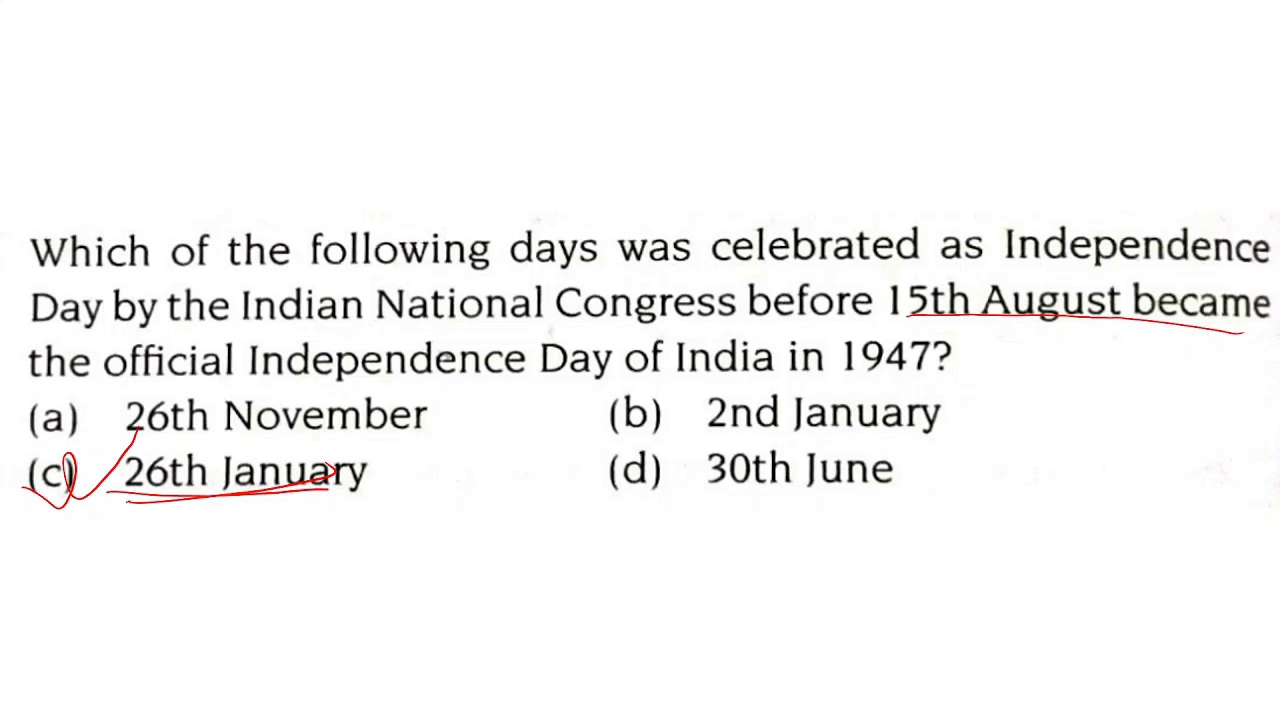 Which of the following days was celebrated as Independence
Day by the Indian National Congress before 15th August became
the official Independence Day of India in 1947?
(a) 26th November (b) 2nd January
(c) 26th January (d) 30th June